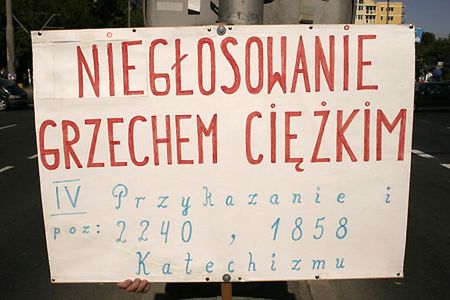 NIEGŁOSOWANIE
GRZECHEM CIĘŻKIM
IV Przykazanie i
poz: 2240 , 1858
Katechizmu